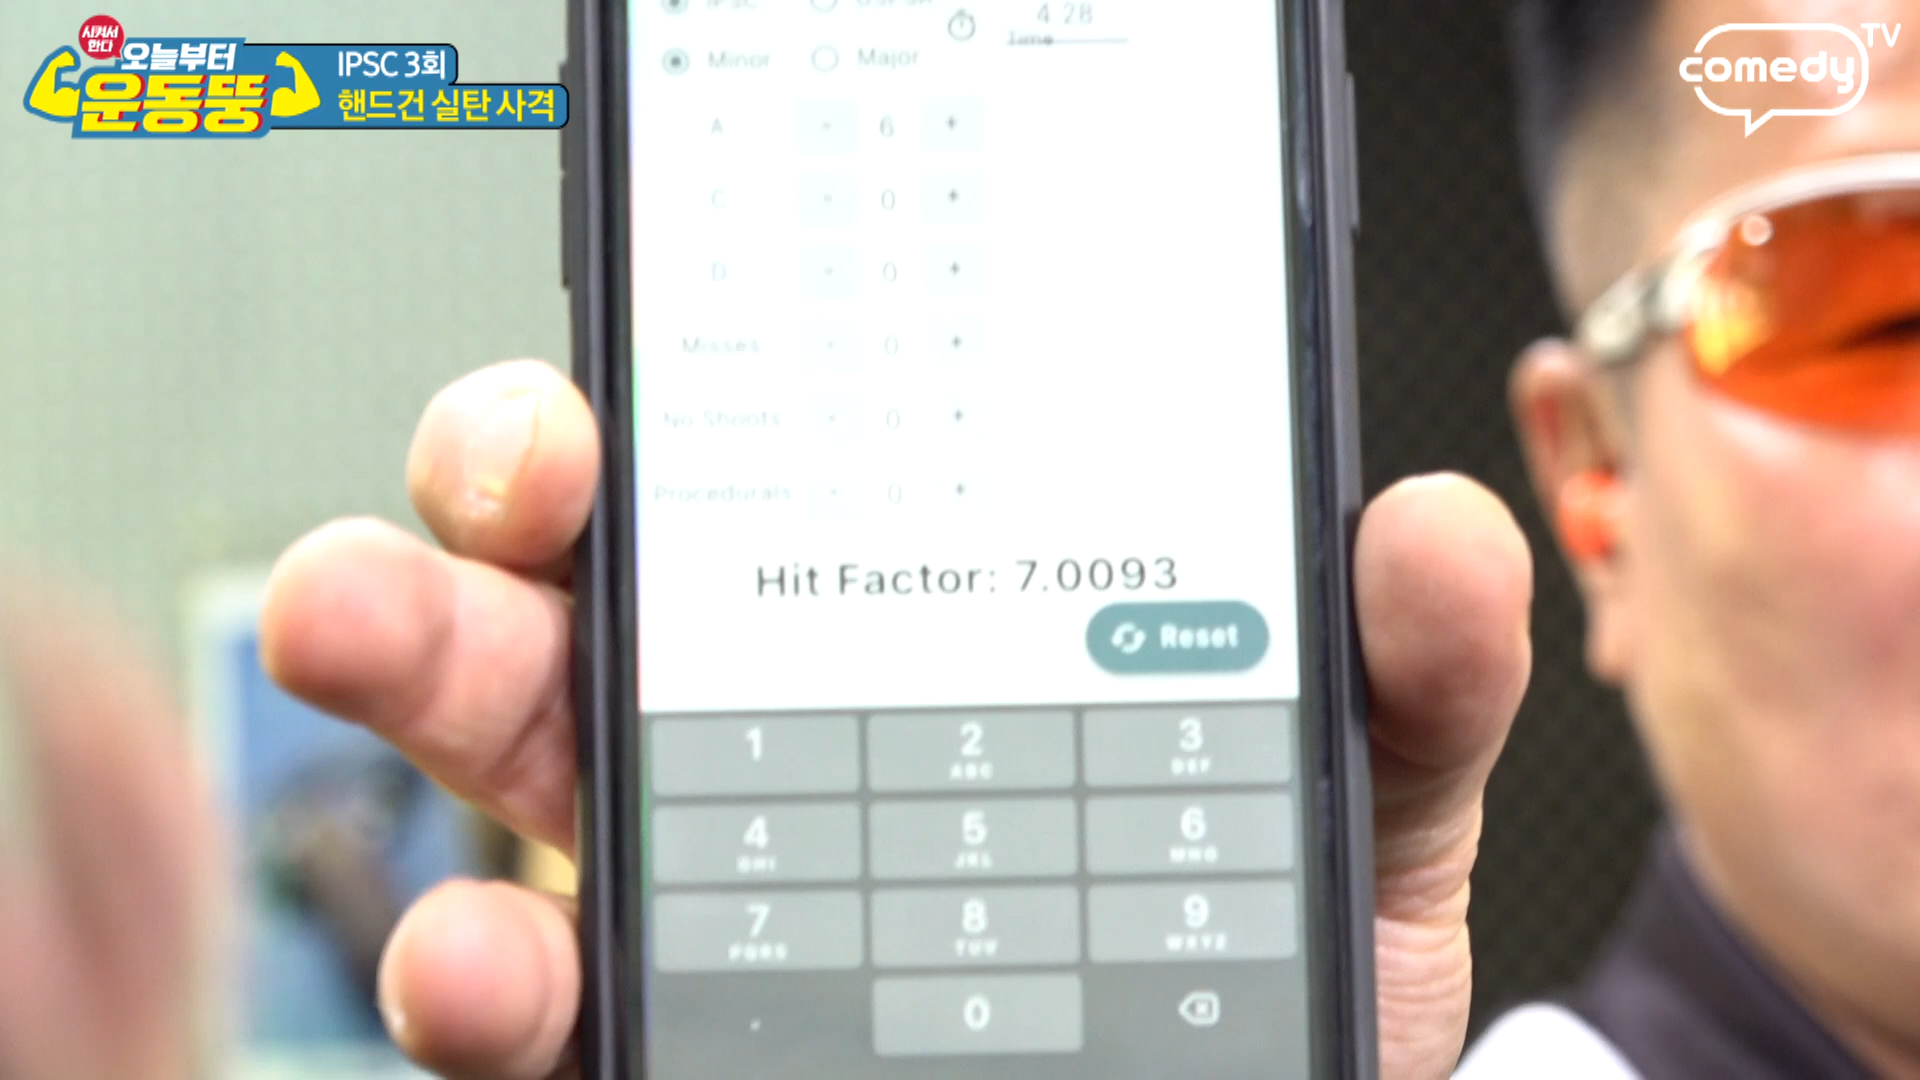 시켜서
한다
오늘부터
운동뚱
IPSC 3회
핸드건 실탄 사격
comedy TV
IPSC USPSA
4.28
Time
Minor Major
A - 6 +
C - 0 +
D - 0 +
Misses - 0 +
No Shoots - 0 +
Procedurals - 0 +
Hit Factor: 7.0093
Reset
1 2 3
ABC DEF
4 5 6
GHI JKL MNO
7 8 9
PQRS TUV WXYZ
. 0